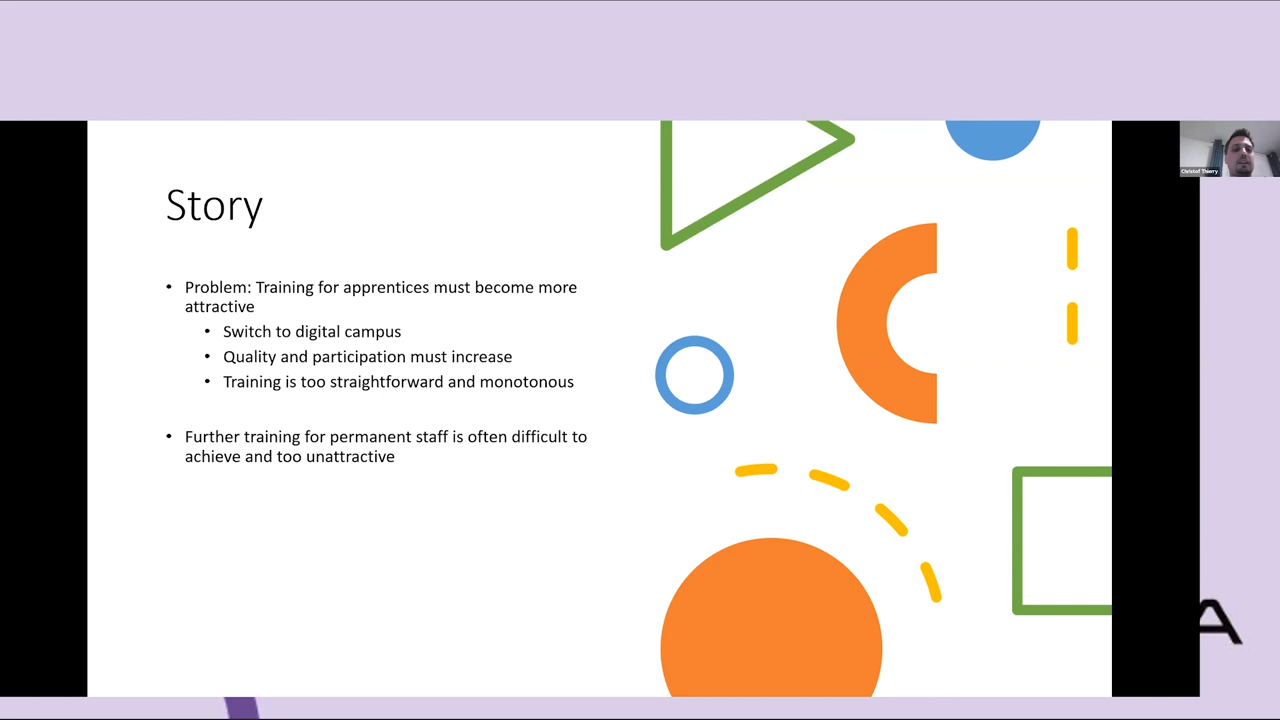 Story
• Problem: Training for apprentices must become more
attractive
• Switch to digital campus
• Quality and participation must increase
• Training is too straightforward and monotonous
• Further training for permanent staff is often difficult to
achieve and too unattractive
Christof Thierry
A